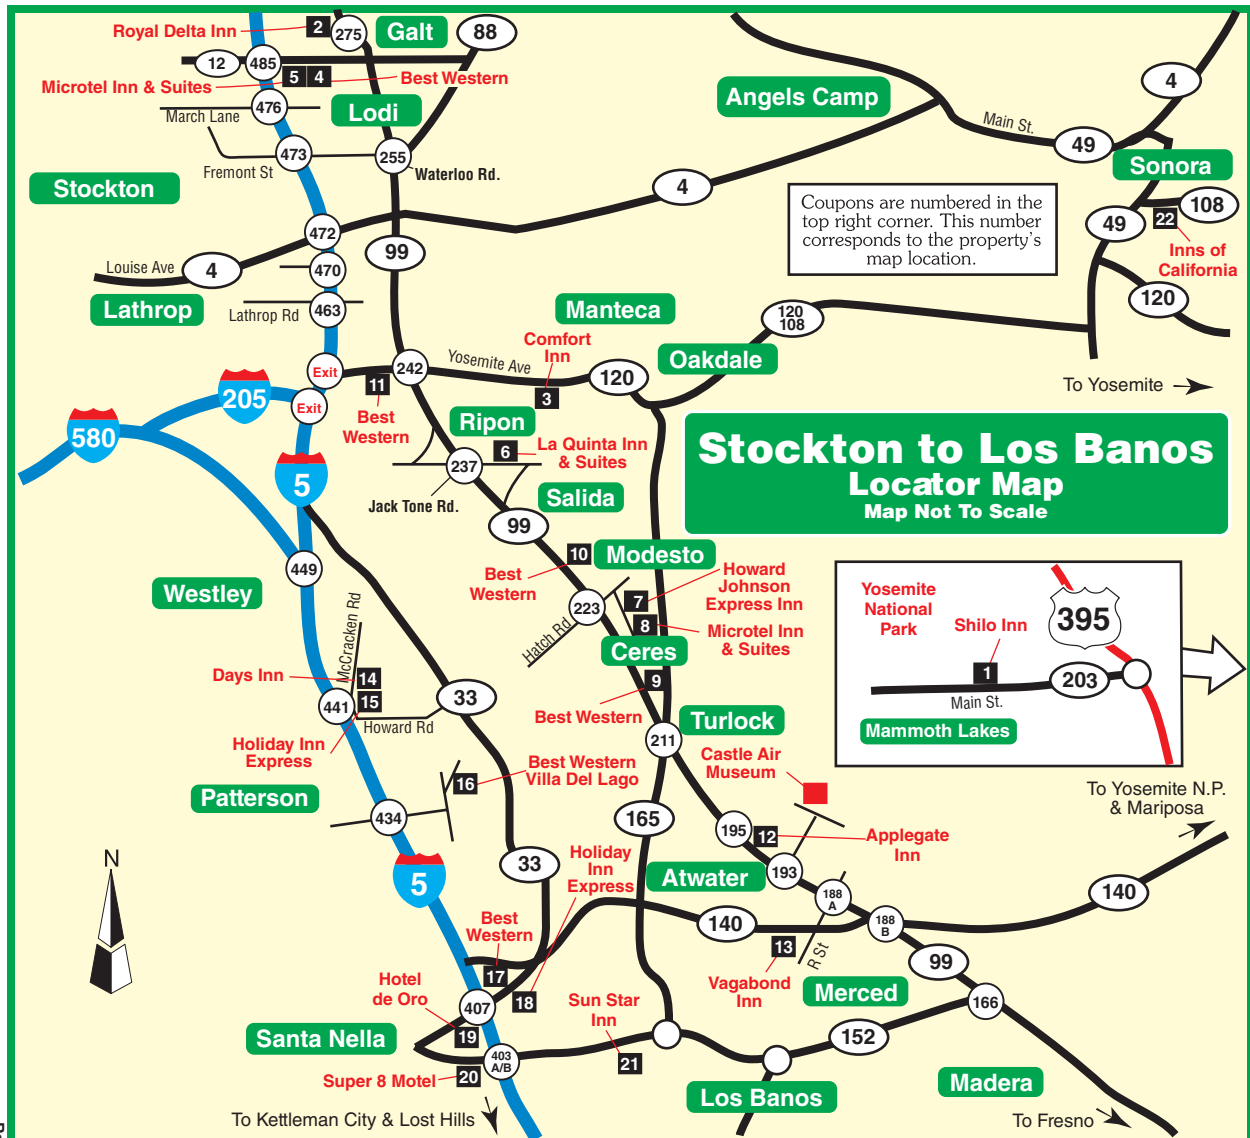 Royal Delta Inn
2
275
Galt
88
12
485
5
4
Microtel Inn & Suites
Best Western
476
March Lane
Lodi
Fremont St
473
255
Waterloo Rd.
Stockton
Angels Camp
Main St.
4
49
Sonora
108
22
49
Inns of
California
120
Coupons are numbered in the
top right corner. This number
corresponds to the property's
map location.
4
472
99
Louise Ave
4
470
Lathrop
Lathrop Rd
463
Manteca
120
108
Oakdale
To Yosemite
Exit
242
Yosemite Ave
Comfort
Inn
3
120
11
Best
Western
205
Exit
580
5
Ripon
6
La Quinta Inn
& Suites
237
Jack Tone Rd.
Salida
99
Stockton to Los Banos
Locator Map
Map Not To Scale
10
Modesto
Best
Western
223
Hatch Rd
7
Howard
Johnson
Express Inn
8
Microtel Inn
& Suites
Ceres
9
Best Western
449
Westley
McCracken Rd
Days Inn
14
15
441
Howard Rd
33
Holiday Inn
Express
Yosemite
National
Park
Shilo Inn
395
1
203
Main St.
Mammoth Lakes
211
Turlock
Castle Air
Museum
Best Western
Villa Del Lago
16
Patterson
434
165
195
12
Applegate
Inn
To Yosemite N.P.
& Mariposa
N
5
33
Holiday
Inn
Express
Atwater
193
188
A
188
B
140
140
R St
13
Vagabond
Inn
99
Merced
166
Best
Western
17
18
Hotel
de Oro
407
19
Santa Nella
403
A/B
20
Super 8 Motel
Sun Star
Inn
21
152
Los Banos
Madera
To Kettleman City & Lost Hills
To Fresno